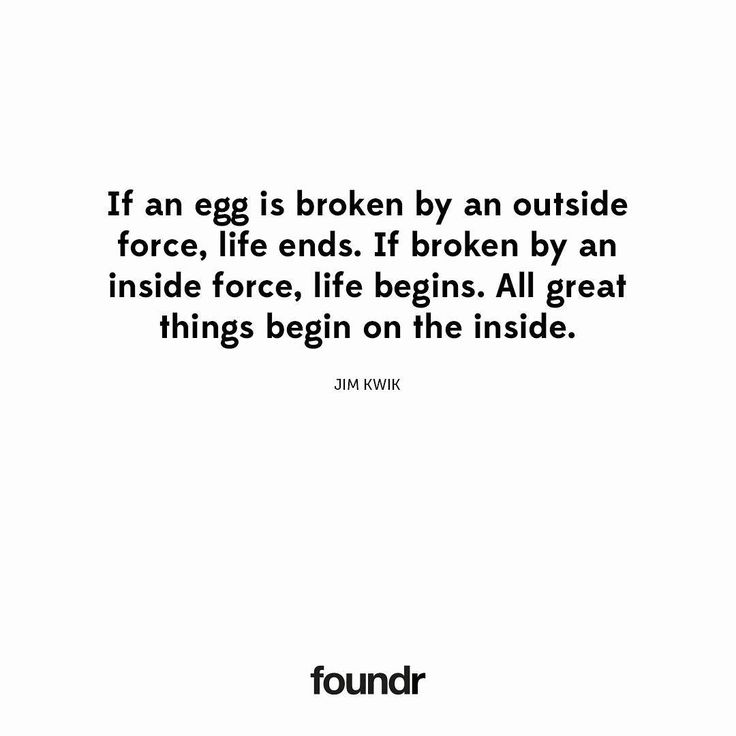 If an egg is broken by an outside
force, life ends. If broken by an
inside force, life begins. All great
things begin on the inside.
JIM KWIK
foundr